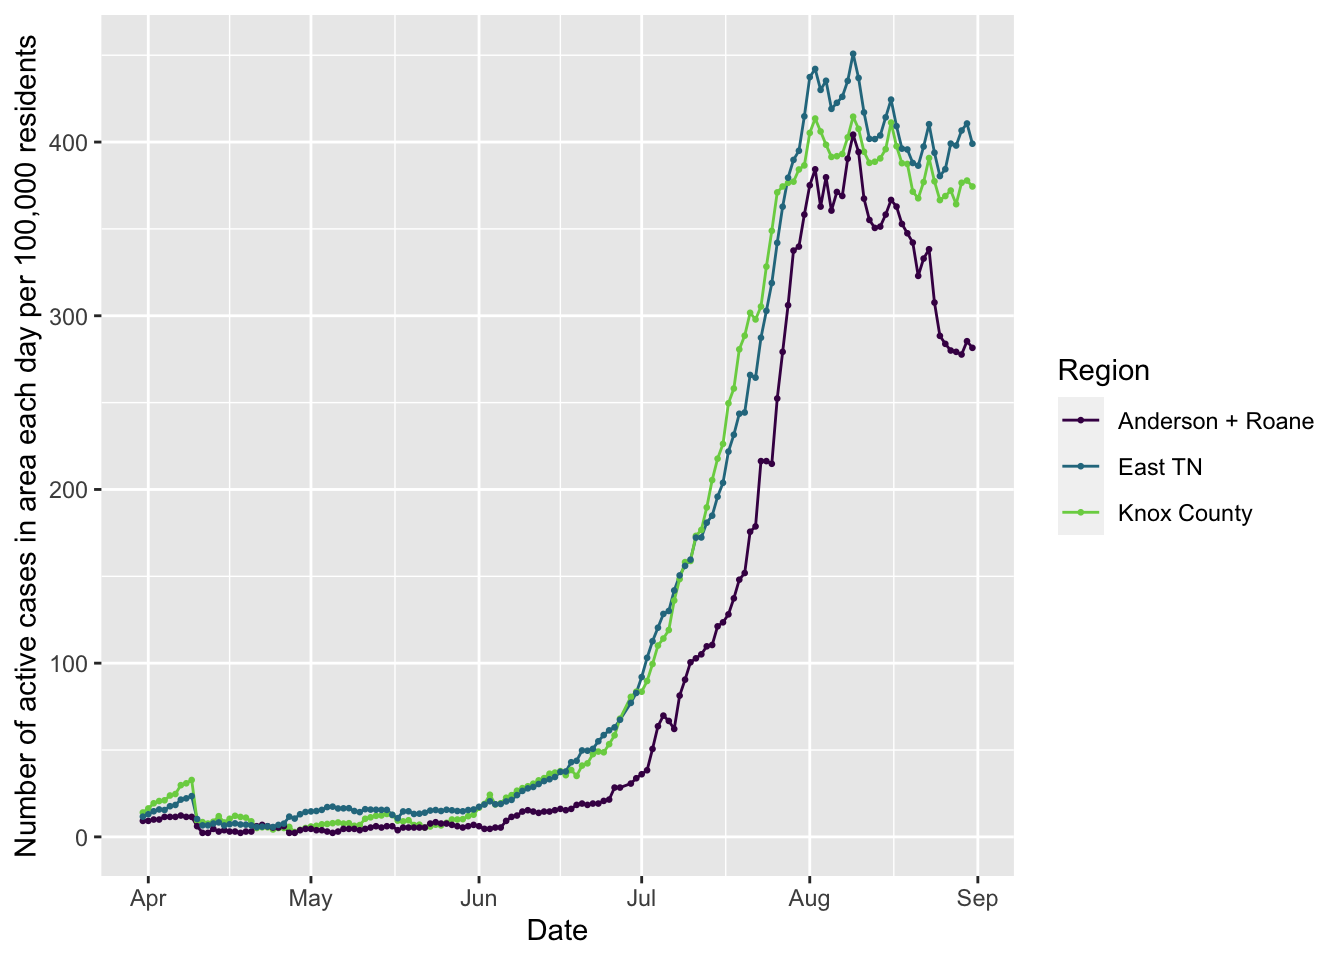 Number of active cases in area each day per 100,000 residents
400
300
200
100
0
Apr
May
Jun
Jul
Aug
Sep
Date
Region
Anderson + Roane
East TN
Knox County